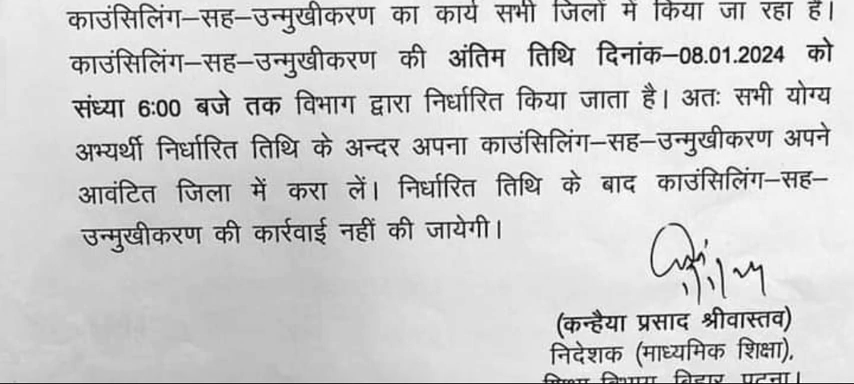 काउंसिलिंग–सह–उन्मुखीकरण का कार्य सभी जिलों में किया जा रहा है।
काउंसिलिंग–सह–उन्मुखीकरण की अंतिम तिथि दिनांक–08.01.2024 को
संध्या 6:00 बजे तक विभाग द्वारा निर्धारित किया जाता है। अतः सभी योग्य
अभ्यर्थी निर्धारित तिथि के अन्दर अपना काउंसिलिंग–सह–उन्मुखीकरण अपने
आवंटित जिला में करा लें। निर्धारित तिथि के बाद काउंसिलिंग–सह–
उन्मुखीकरण की कार्रवाई नहीं की जायेगी।
(कन्हैया प्रसाद श्रीवास्तव)
निदेशक (माध्यमिक शिक्षा),
शिक्षा विभाग, बिहार, पटना।